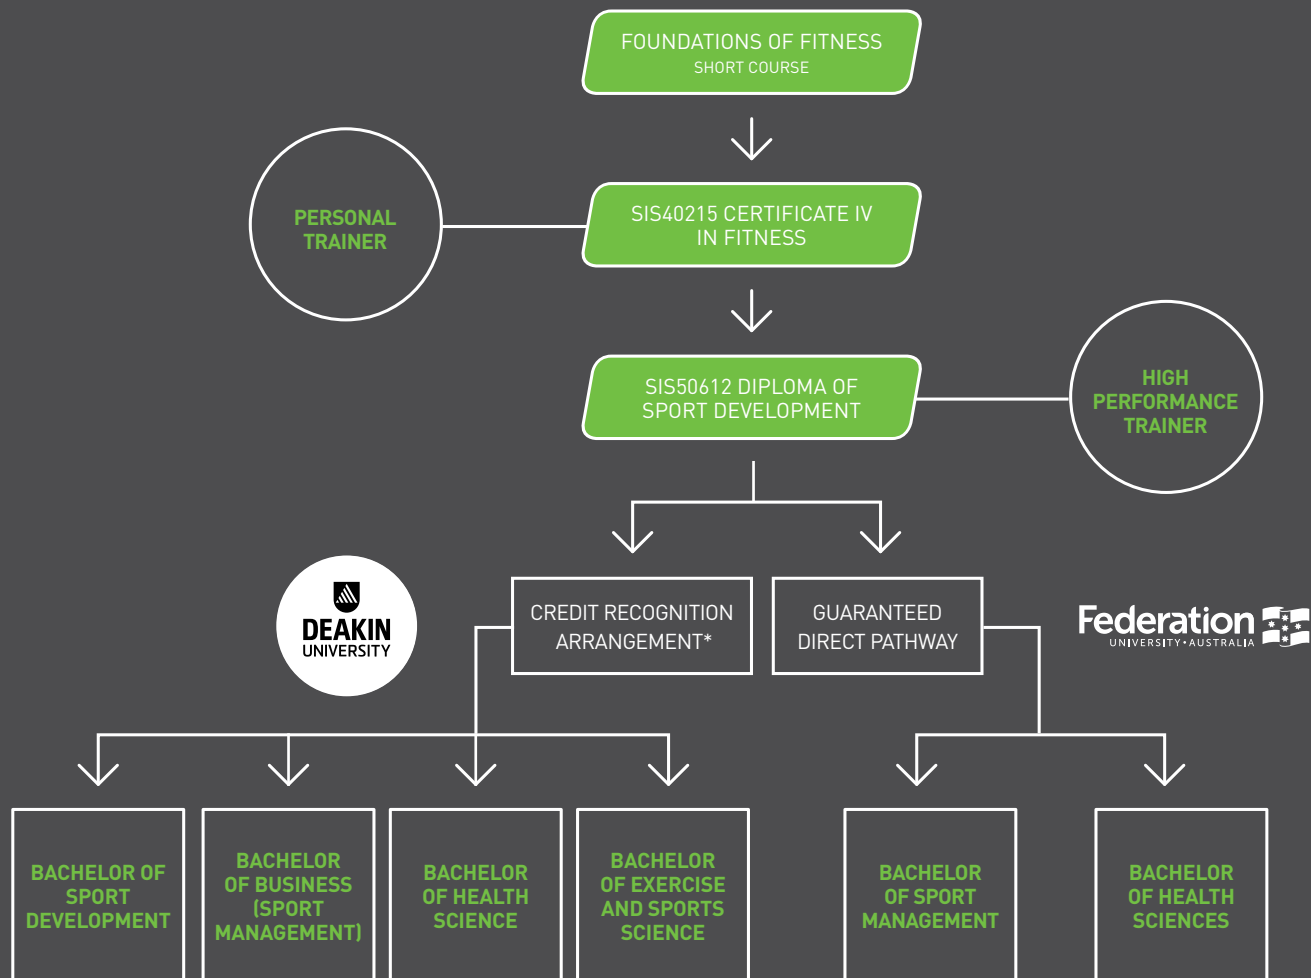 FOUNDATIONS OF FITNESS
SHORT COURSE
PERSONAL
TRAINER
SIS40215 CERTIFICATE IV
IN FITNESS
SIS50612 DIPLOMA OF
SPORT DEVELOPMENT
HIGH
PERFORMANCE
TRAINER
DEAKIN
UNIVERSITY
CREDIT RECOGNITION
ARRANGEMENT*
GUARANTEED
DIRECT PATHWAY
Federation
UNIVERSITY•AUSTRALIA
BACHELOR OF
SPORT
DEVELOPMENT
BACHELOR
OF BUSINESS
(SPORT
MANAGEMENT)
BACHELOR
OF HEALTH
SCIENCE
BACHELOR
OF EXERCISE
AND SPORTS
SCIENCE
BACHELOR
OF SPORT
MANAGEMENT
BACHELOR
OF HEALTH
SCIENCES